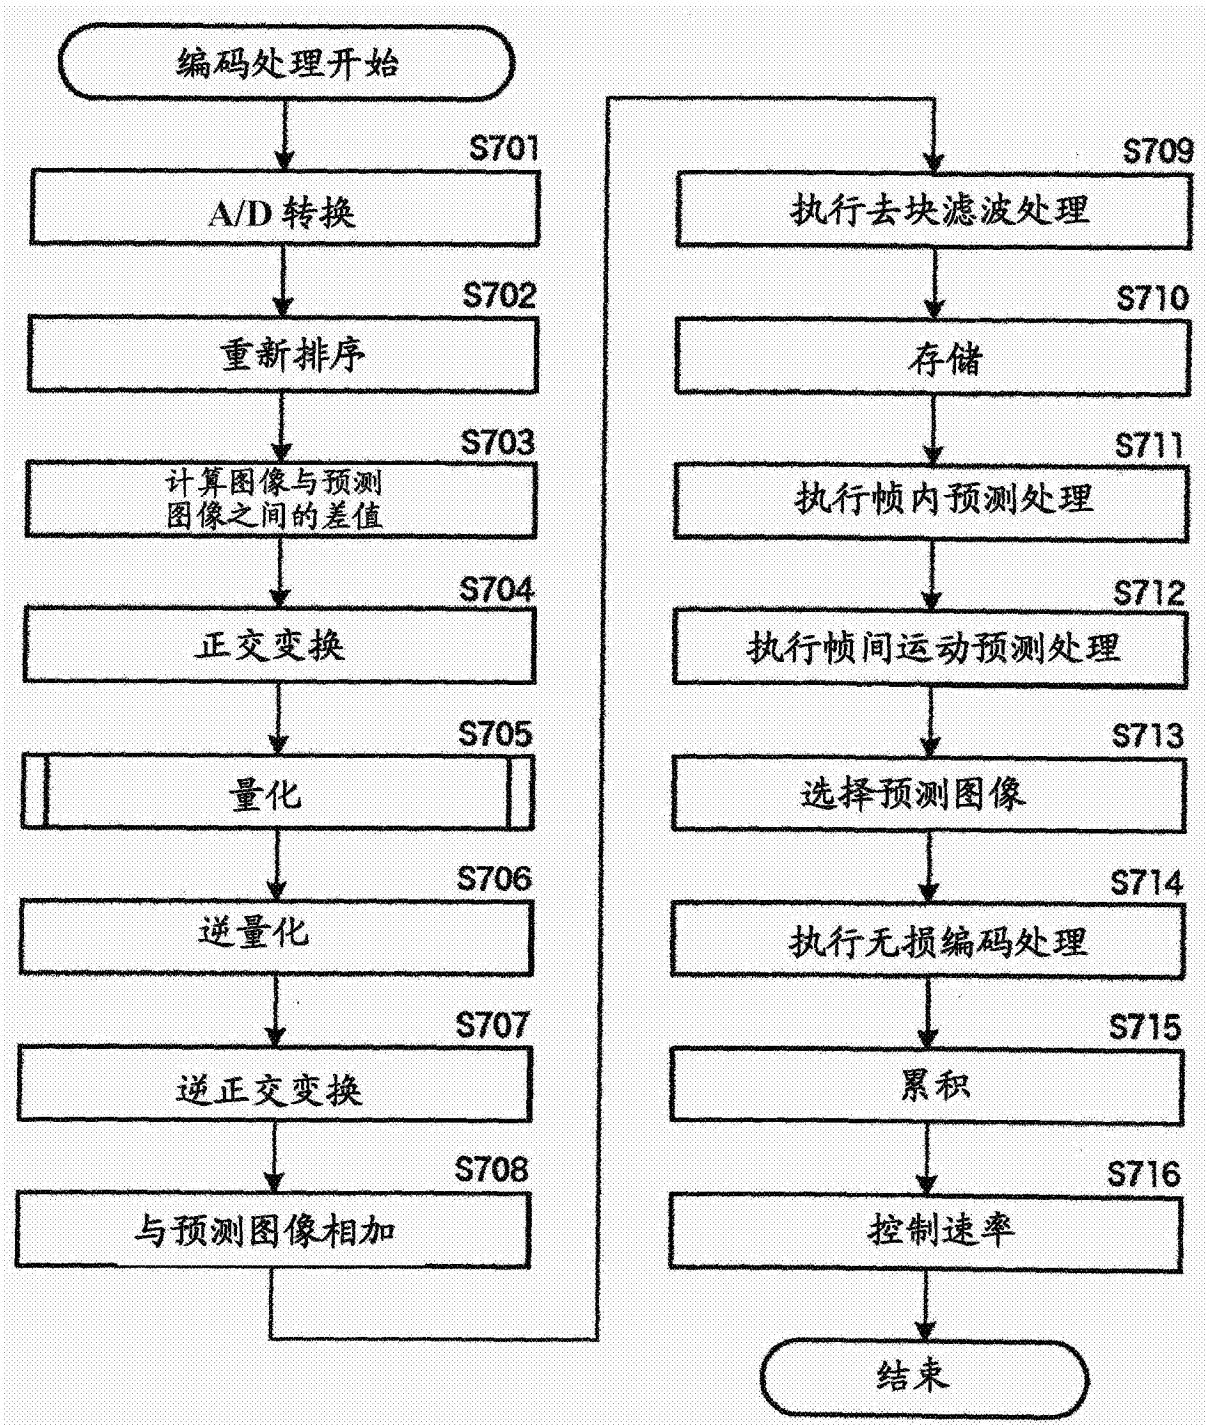 编码处理开始
S701
A/D 转换
S702
重新排序
S703
计算图像与预测
图像之间的差值
S704
正交变换
S705
量化
S706
逆量化
S707
逆正交变换
S708
与预测图像相加
S709
执行去块滤波处理
S710
存储
S711
执行帧内预测处理
S712
执行帧间运动预测处理
S713
选择预测图像
S714
执行无损编码处理
S715
累积
S716
控制速率
结束